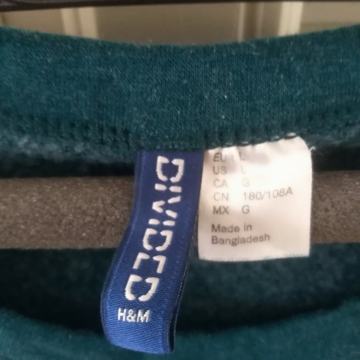 DIVIDED
H&M
EU L
US L
CA G
CN 180/108A
MX G
Made in
Bangladesh